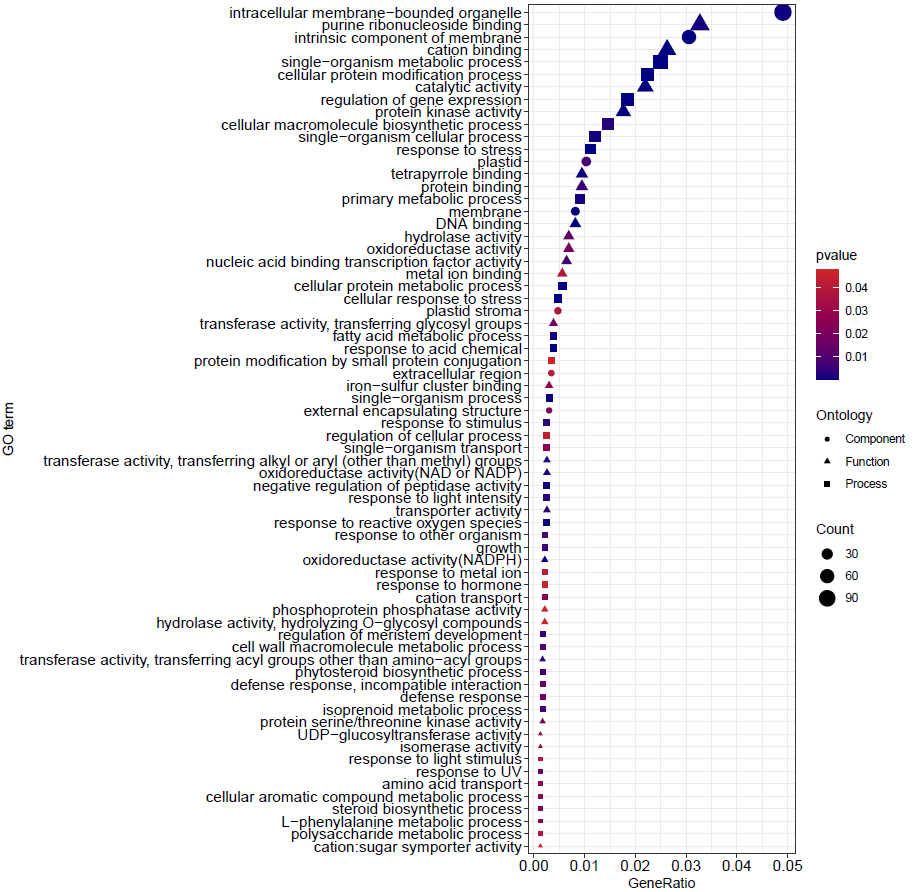 intracellular membrane−bounded organelle
purine ribonucleoside binding
intrinsic component of membrane
cation binding
single−organism metabolic process
cellular protein modification process
catalytic activity
regulation of gene expression
protein kinase activity
cellular macromolecule biosynthetic process
single−organism cellular process
response to stress
plastid
tetrapyrrole binding
protein binding
primary metabolic process
membrane
DNA binding
hydrolase activity
oxidoreductase activity
nucleic acid binding transcription factor activity
metal ion binding
cellular protein metabolic process
cellular response to stress
plastid stroma
transferase activity, transferring glycosyl groups
fatty acid metabolic process
response to acid chemical
protein modification by small protein conjugation
extracellular region
iron−sulfur cluster binding
single−organism process
external encapsulating structure
response to stimulus
regulation of cellular process
single−organism transport
transferase activity, transferring alkyl or aryl (other than methyl) groups
oxidoreductase activity(NAD or NADP)
negative regulation of peptidase activity
response to light intensity
transporter activity
response to reactive oxygen species
response to other organism
growth
oxidoreductase activity(NADPH)
response to metal ion
response to hormone
cation transport
phosphoprotein phosphatase activity
hydrolase activity, hydrolyzing O−glycosyl compounds
regulation of meristem development
cell wall macromolecule metabolic process
transferase activity, transferring acyl groups other than amino−acyl groups
phytosteroid biosynthetic process
defense response, incompatible interaction
defense response
isoprenoid metabolic process
protein serine/threonine kinase activity
UDP−glucosyltransferase activity
isomerase activity
response to light stimulus
response to UV
amino acid transport
cellular aromatic compound metabolic process
steroid biosynthetic process
L−phenylalanine metabolic process
polysaccharide metabolic process
cation:sugar symporter activity
GO term
0.00 0.01 0.02 0.03 0.04 0.05
GeneRatio
pvalue
0.04
0.03
0.02
0.01
Ontology
Component
Function
Process
Count
30
60
90